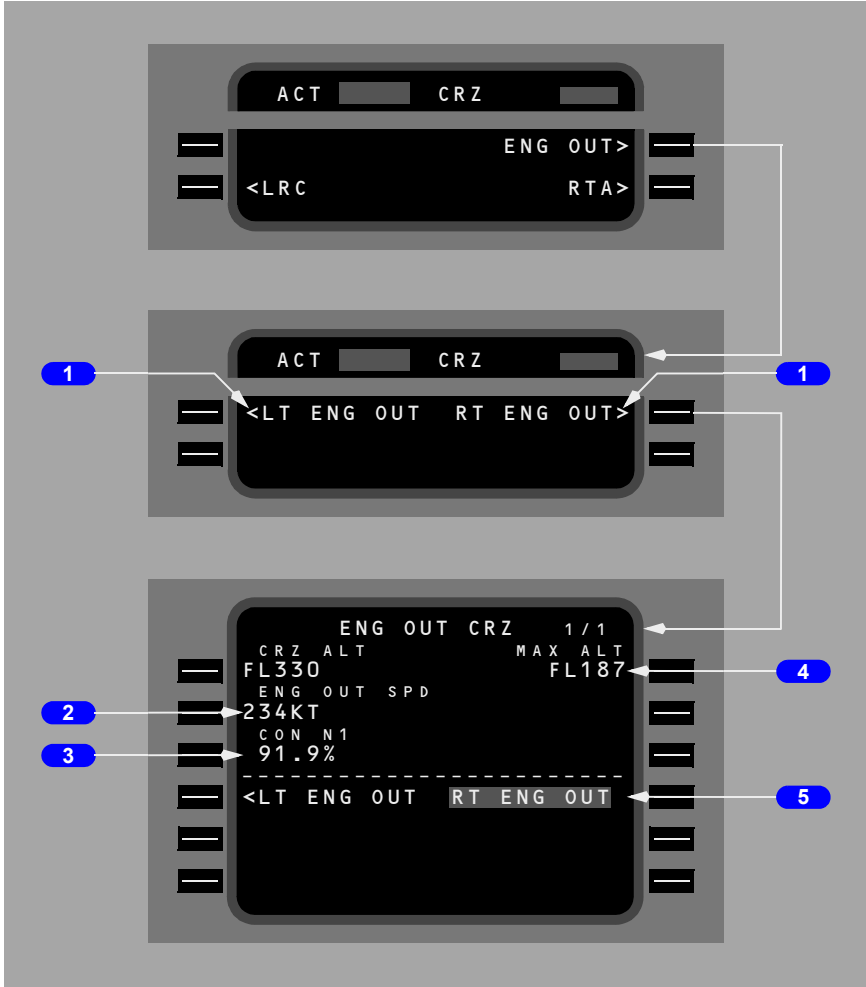 ACT CRZ
ENG OUT>
<LRC RTA>
ACT CRZ
1 1
<LT ENG OUT RT ENG OUT>
ENG OUT CRZ 1/1
CRZ ALT MAX ALT
FL330 FL187 4
ENG OUT SPD
2 234KT
CON N1
3 91.9%
------------------------
<LT ENG OUT RT ENG OUT 5